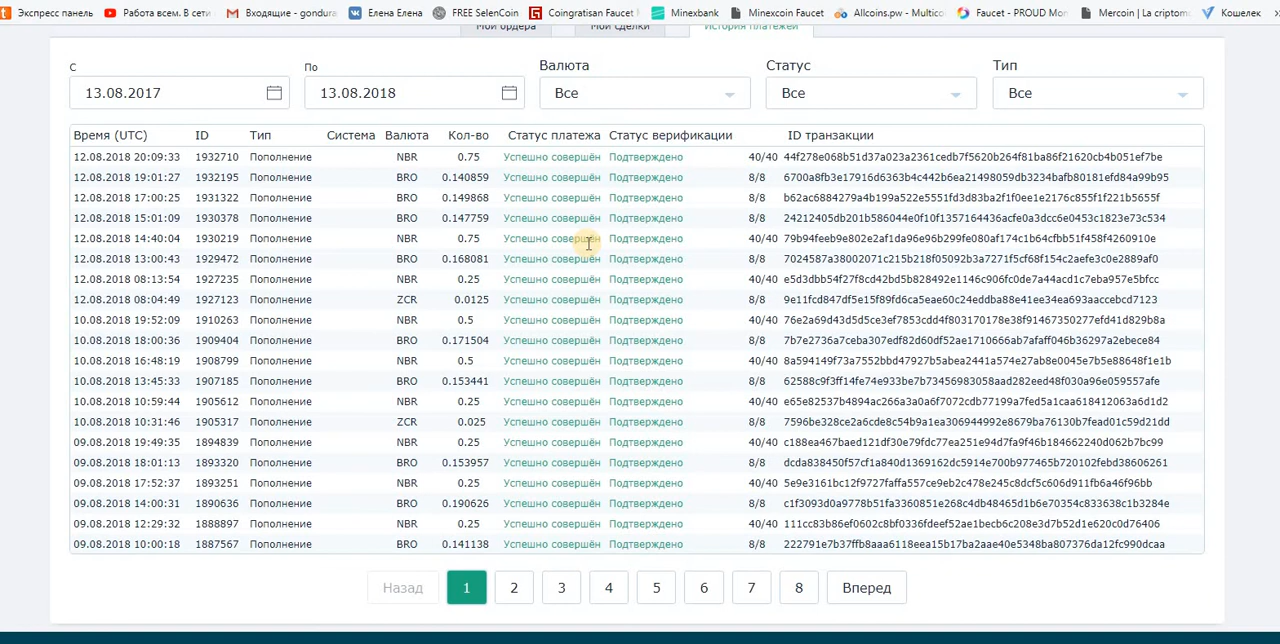 Экспресс панель Работа всем. В сети Входящие - gondura Елена Елена FREE SelenCoin Coingratisan Faucet Minexbank Minexcoin Faucet Allcoins.pw - Multico Faucet - PROUD Mon Mercoin | La criptomo Кошелек
Мои ордера Мои сделки История платежей
С По Валюта Статус Тип
13.08.2017 13.08.2018 Все Все Все
Время (UTC) ID Тип Система Валюта Кол-во Статус платежа Статус верификации ID транзакции
12.08.2018 20:09:33 1932710 Пополнение NBR 0.75 Успешно совершён Подтверждено 40/40 44f278e068b51d37a023a2361cedb7f5620b264f81ba86f21620cb4b051ef7be
12.08.2018 19:01:27 1932195 Пополнение BRO 0.140859 Успешно совершён Подтверждено 8/8 6700a8fb3e17916d6363b4c442b6ea21498059db3234bafb80181efd84a99b95
12.08.2018 17:00:25 1931322 Пополнение BRO 0.149868 Успешно совершён Подтверждено 8/8 b62ac6884279a4b199a522e5551fd3d83ba2f1f0ee1e2176c855f1f221b5655f
12.08.2018 15:01:09 1930378 Пополнение BRO 0.147759 Успешно совершён Подтверждено 8/8 24212405db201b586044e0f10f1357164436acfe0a3dcc6e0453c1823e73c534
12.08.2018 14:40:04 1930219 Пополнение NBR 0.75 Успешно совершён Подтверждено 40/40 79b94feeb9e802e2af1da96e96b299fe080af174c1b64cfbb51f458f4260910e
12.08.2018 13:00:43 1929472 Пополнение BRO 0.168081 Успешно совершён Подтверждено 8/8 7024587a38002071c215b218f05092b3a7271f5cf68f154c2aefe3c0e2889af0
12.08.2018 08:13:54 1927235 Пополнение NBR 0.25 Успешно совершён Подтверждено 40/40 e5d3dbb54f27f8cd42bd5b828492e1146c906fc0de7a44acd1c7eba957e5bfcc
12.08.2018 08:04:49 1927123 Пополнение ZCR 0.0125 Успешно совершён Подтверждено 8/8 9e11fcd847df5e15f89fd6ca5eae60c24eddba88e41ee34ea693aaccebcd7123
10.08.2018 19:52:09 1910263 Пополнение NBR 0.5 Успешно совершён Подтверждено 40/40 76e2a69d43d5d5ce3ef7853cdd4f803170178e38f91467350277efd41d829b8a
10.08.2018 18:00:36 1909404 Пополнение BRO 0.171504 Успешно совершён Подтверждено 8/8 7b7e2736a7ceba307edf82d60df52ae1710666ab7afaff046b36297a2ebece84
10.08.2018 16:48:19 1908799 Пополнение NBR 0.5 Успешно совершён Подтверждено 40/40 8a594149f73a7552bbd47927b5abea2441a574e27ab8e0045e7b5e88648f1e1b
10.08.2018 13:45:33 1907185 Пополнение BRO 0.153441 Успешно совершён Подтверждено 8/8 62588c9f3ff14fe74e933be7b73456983058aad282eed48f030a96e059557afe
10.08.2018 10:59:44 1905612 Пополнение NBR 0.25 Успешно совершён Подтверждено 40/40 e65e82537b4894ac266a3a0a6f7072cdb77199a7fed5a1caa618412063a6d1d2
10.08.2018 10:31:46 1905317 Пополнение ZCR 0.025 Успешно совершён Подтверждено 8/8 7596be328ce2a6cde8c54b9a1ea306944992e8679ba76130b7fead01c59d21dd
09.08.2018 19:49:35 1894839 Пополнение NBR 0.25 Успешно совершён Подтверждено 40/40 c188ea467baed121df30e79fdc77ea251e94d7fa9f46b184662240d062b7bc99
09.08.2018 18:01:13 1893320 Пополнение BRO 0.153957 Успешно совершён Подтверждено 8/8 dcda838450f57cf1a840d1369162dc5914e700b977465b720102febd38606261
09.08.2018 17:52:37 1893251 Пополнение NBR 0.25 Успешно совершён Подтверждено 40/40 5e9e3161bc12f9727faffa557ce9eb2c478e245c8dcf5c606d911fb6a46f96bb
09.08.2018 14:00:31 1890636 Пополнение BRO 0.190626 Успешно совершён Подтверждено 8/8 c1f3093d0a9778b51fa3360851e268c4db48465d1b6e70354c833638c1b3284e
09.08.2018 12:29:32 1888897 Пополнение NBR 0.25 Успешно совершён Подтверждено 40/40 111cc83b86ef0602c8bf0336fdeef52ae1becb6c208e3d7b52d1e620c0d76406
09.08.2018 10:00:18 1887567 Пополнение BRO 0.141138 Успешно совершён Подтверждено 8/8 222791e7b37ffb8aaa6118eea15b17ba2aae40e5348ba807376da12fc990dcaa
Назад 1 2 3 4 5 6 7 8 Вперед